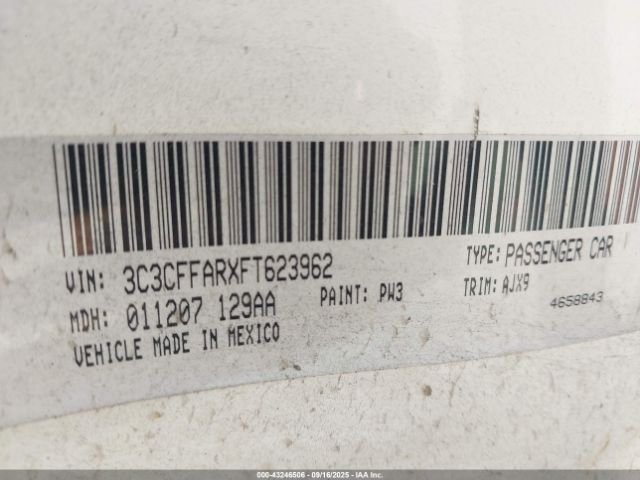 VIN: 3C3CFFARXFT623962 TYPE: PASSENGER CAR
MDH: 011207 129AA PAINT: PW3 TRIM: AJX9
VEHICLE MADE IN MEXICO 4658843
000-43246506 - 09/16/2025 - IAAI, Inc.